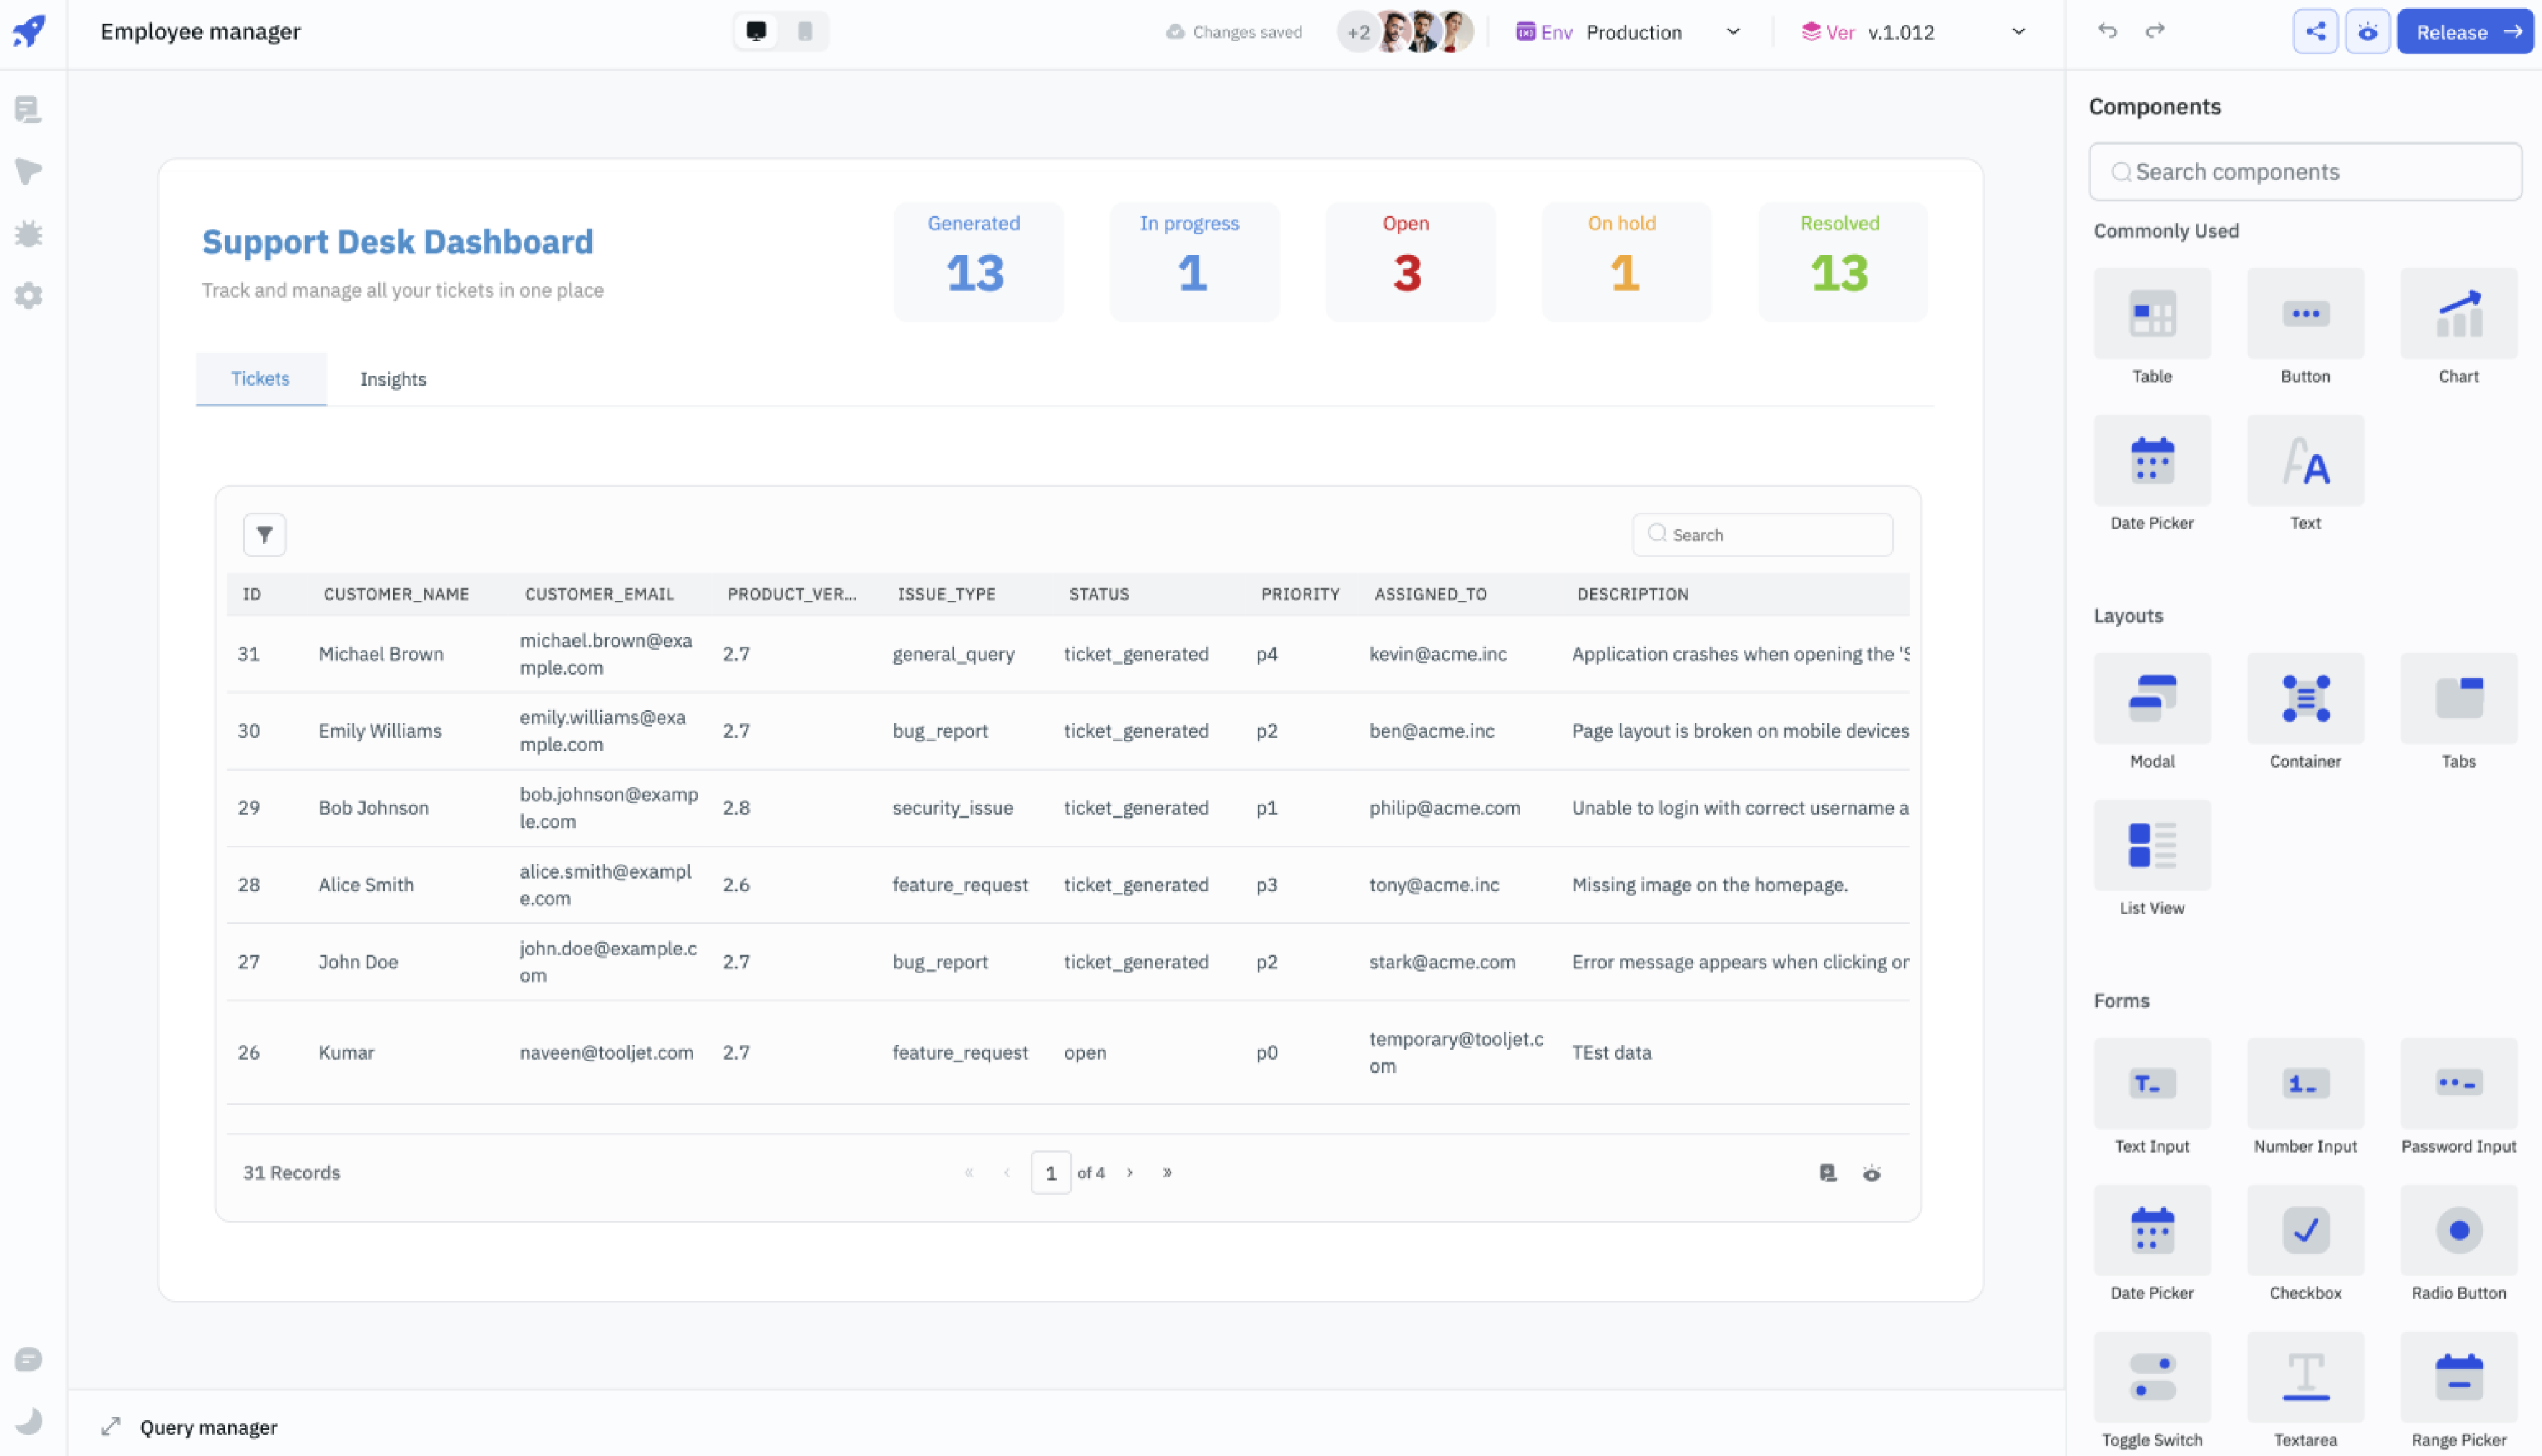 Employee manager
Changes saved
+2
Env Production
Ver v.1.012
Release
Support Desk Dashboard
Track and manage all your tickets in one place
Generated
13
In progress
1
Open
3
On hold
1
Resolved
13
Tickets
Insights
Search
ID CUSTOMER_NAME CUSTOMER_EMAIL PRODUCT_VER... ISSUE_TYPE STATUS PRIORITY ASSIGNED_TO DESCRIPTION
31 Michael Brown michael.brown@exa
mple.com 2.7 general_query ticket_generated p4 kevin@acme.inc Application crashes when opening the 'S
30 Emily Williams emily.williams@exa
mple.com 2.7 bug_report ticket_generated p2 ben@acme.inc Page layout is broken on mobile devices
29 Bob Johnson bob.johnson@examp
le.com 2.8 security_issue ticket_generated p1 philip@acme.com Unable to login with correct username a
28 Alice Smith alice.smith@exampl
e.com 2.6 feature_request ticket_generated p3 tony@acme.inc Missing image on the homepage.
27 John Doe john.doe@example.c
om 2.7 bug_report ticket_generated p2 stark@acme.com Error message appears when clicking or
26 Kumar naveen@tooljet.com 2.7 feature_request open p0 temporary@tooljet.c
om TEst data
31 Records
« ‹ 1 of 4 › »
Query manager
Components
Search components
Commonly Used
Table
Button
Chart
Date Picker
Text
Layouts
Modal
Container
Tabs
List View
Forms
Text Input
Number Input
Password Input
Date Picker
Checkbox
Radio Button
Toggle Switch
Textarea
Range Picker